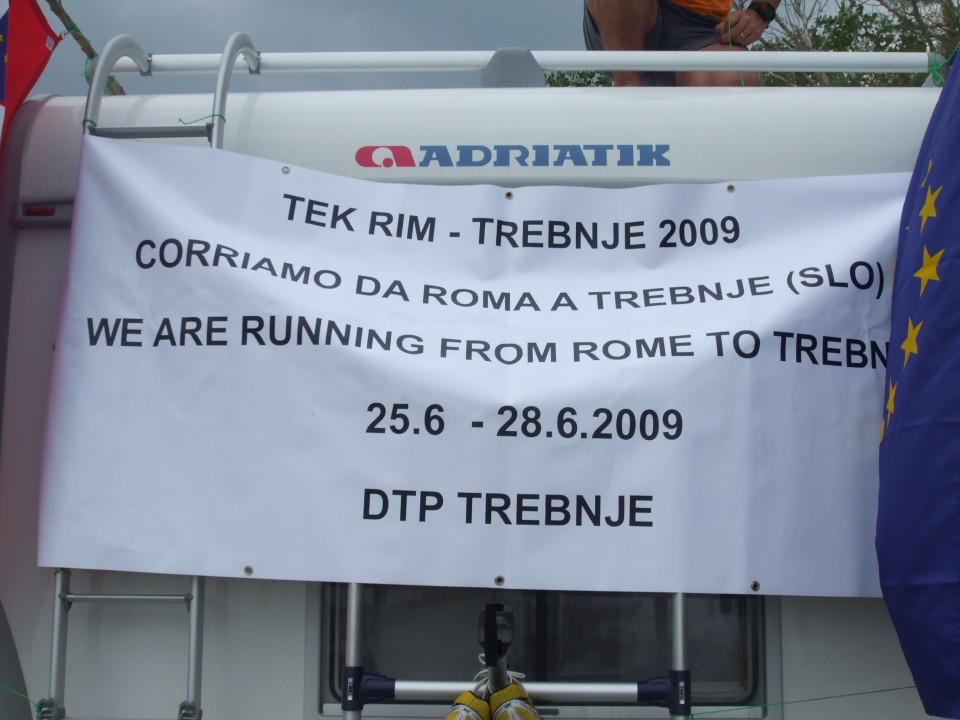 ADRIATIK
TEK RIM - TREBNJE 2009
CORRIAMO DA ROMA A TREBNJE (SLO)
WE ARE RUNNING FROM ROME TO TREBN
25.6 - 28.6.2009
DTP TREBNJE